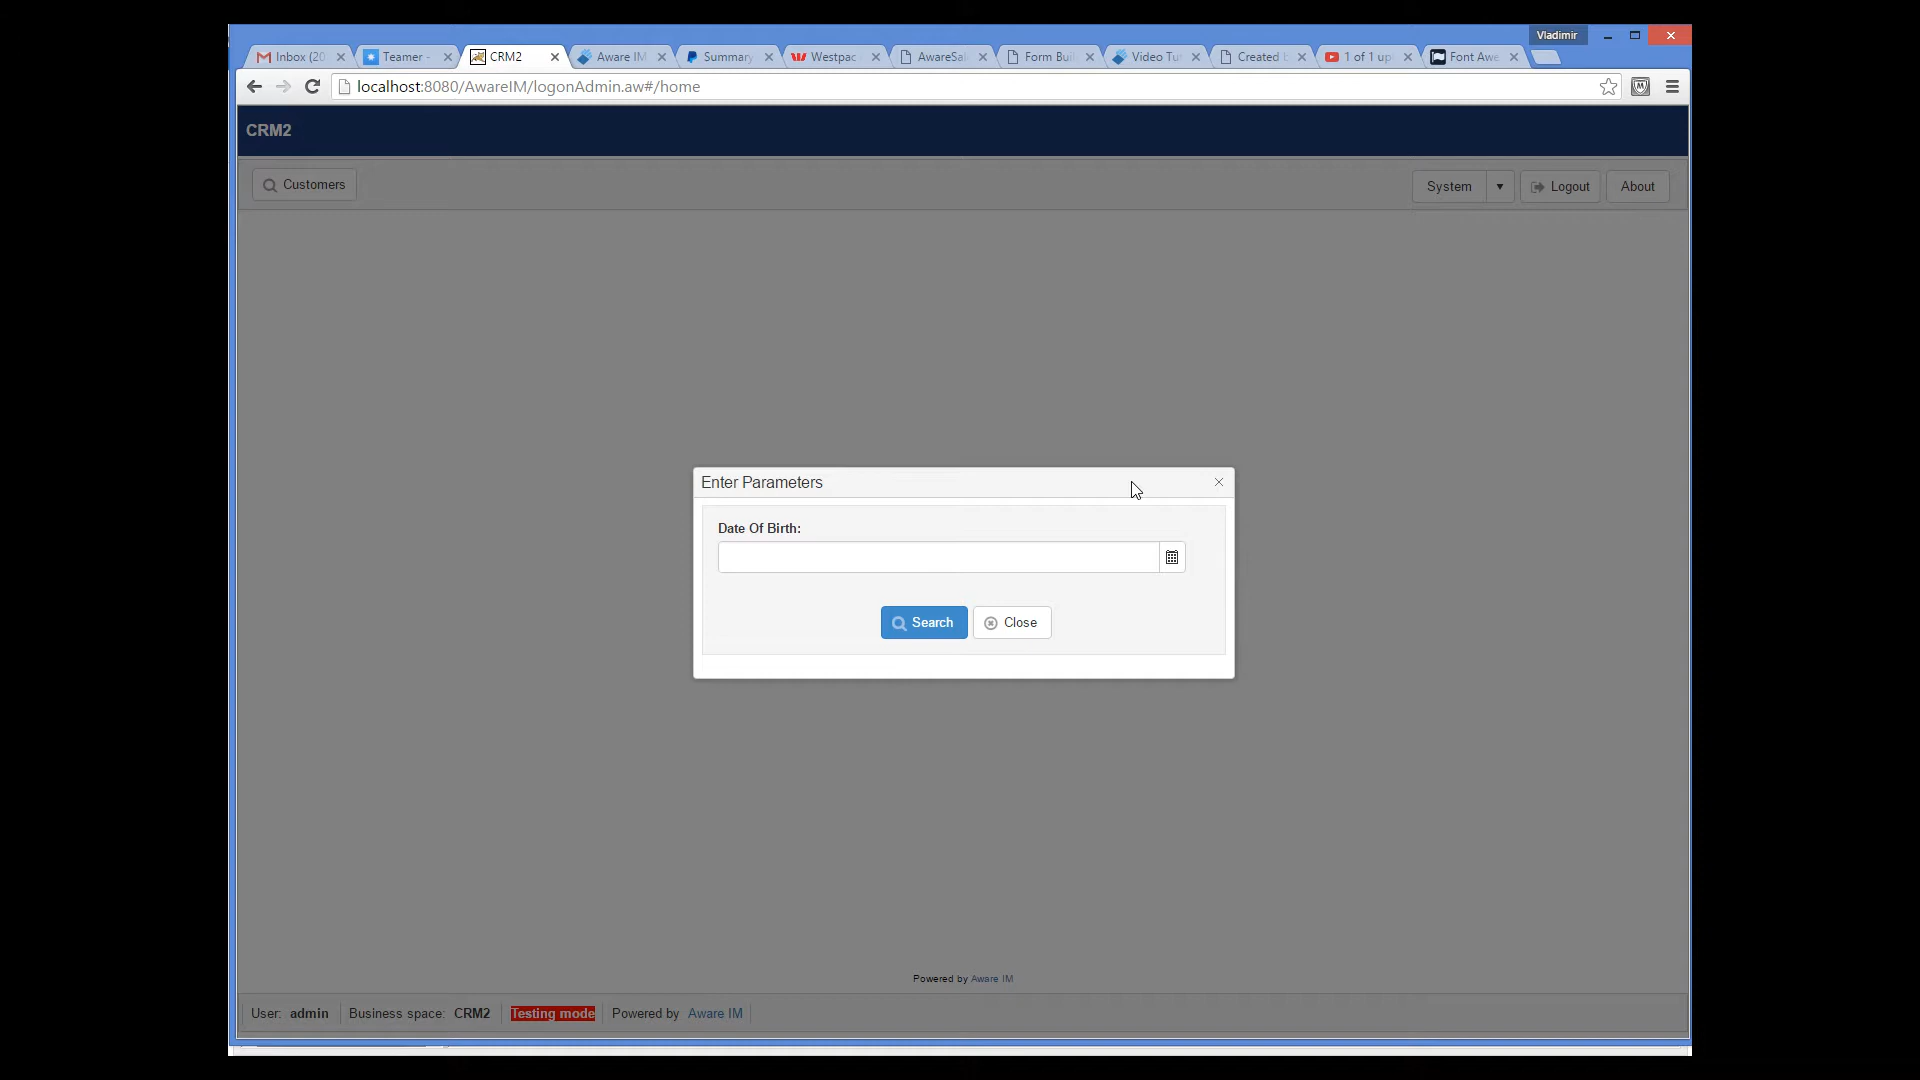 Vladimir
Inbox (20
Teamer -
CRM2
Aware IM
Summary
Westpac
AwareSal
Form Buil
Video Tu
Created b
1 of 1 up
Font Awe
localhost:8080/AwareIM/logonAdmin.aw#/home
CRM2
Customers
System
Logout
About
Enter Parameters
Date Of Birth:
Search
Close
Powered by Aware IM
User: admin
Business space: CRM2
Testing mode
Powered by Aware IM